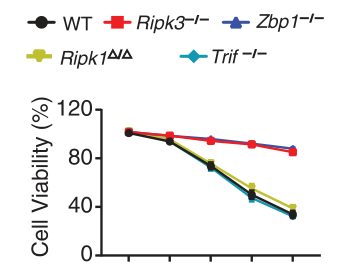 WT Ripk3–/– Zbp1–/–
Ripk1Δ/Δ Trif –/–
Cell Viability (%)
120
80
40
0